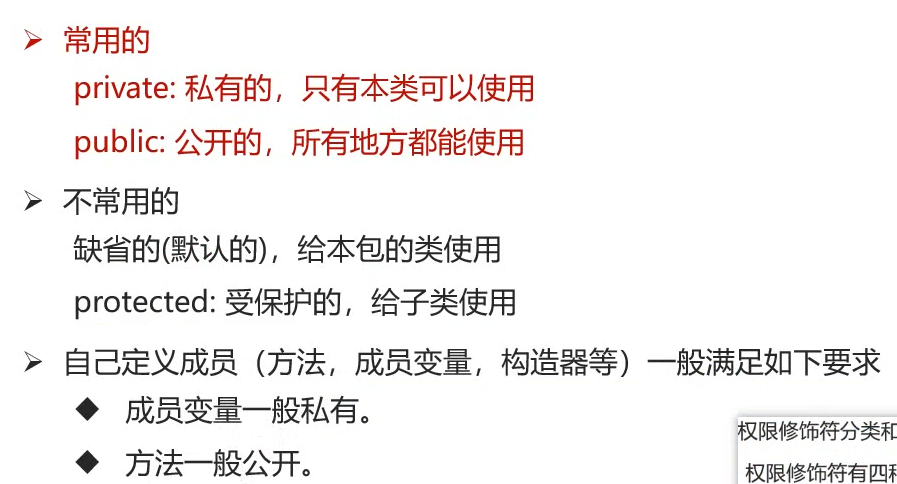 常用的
private: 私有的，只有本类可以使用
public: 公开的，所有地方都能使用
不常用的
缺省的(默认的)，给本包的类使用
protected: 受保护的，给子类使用
自己定义成员（方法，成员变量，构造器等）一般满足如下要求
成员变量一般私有。
方法一般公开。
权限修饰符分类和
权限修饰符有四种